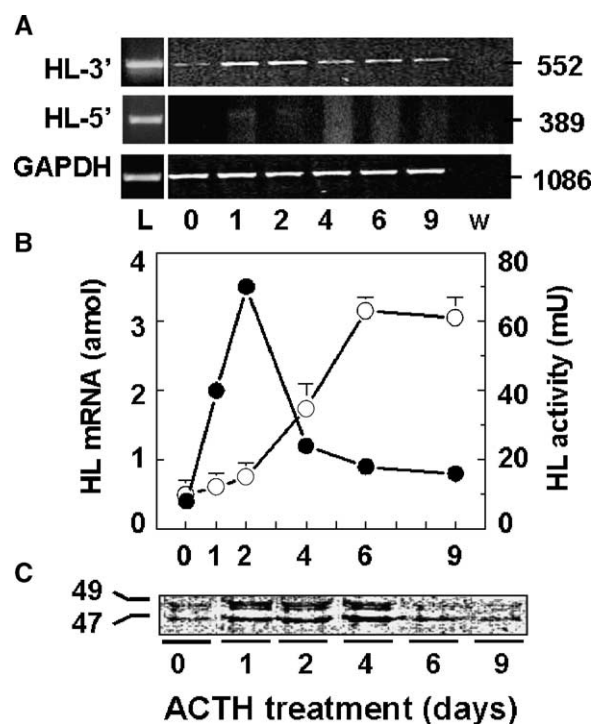 A
HL-3' 552
HL-5' 389
GAPDH 1086
L 0 1 2 4 6 9 w
B
4 80
3 60
2 40
1 20
0 0
HL mRNA (amol)
HL activity (mU)
0 1 2 4 6 9
C
49
47
0 1 2 4 6 9
ACTH treatment (days)